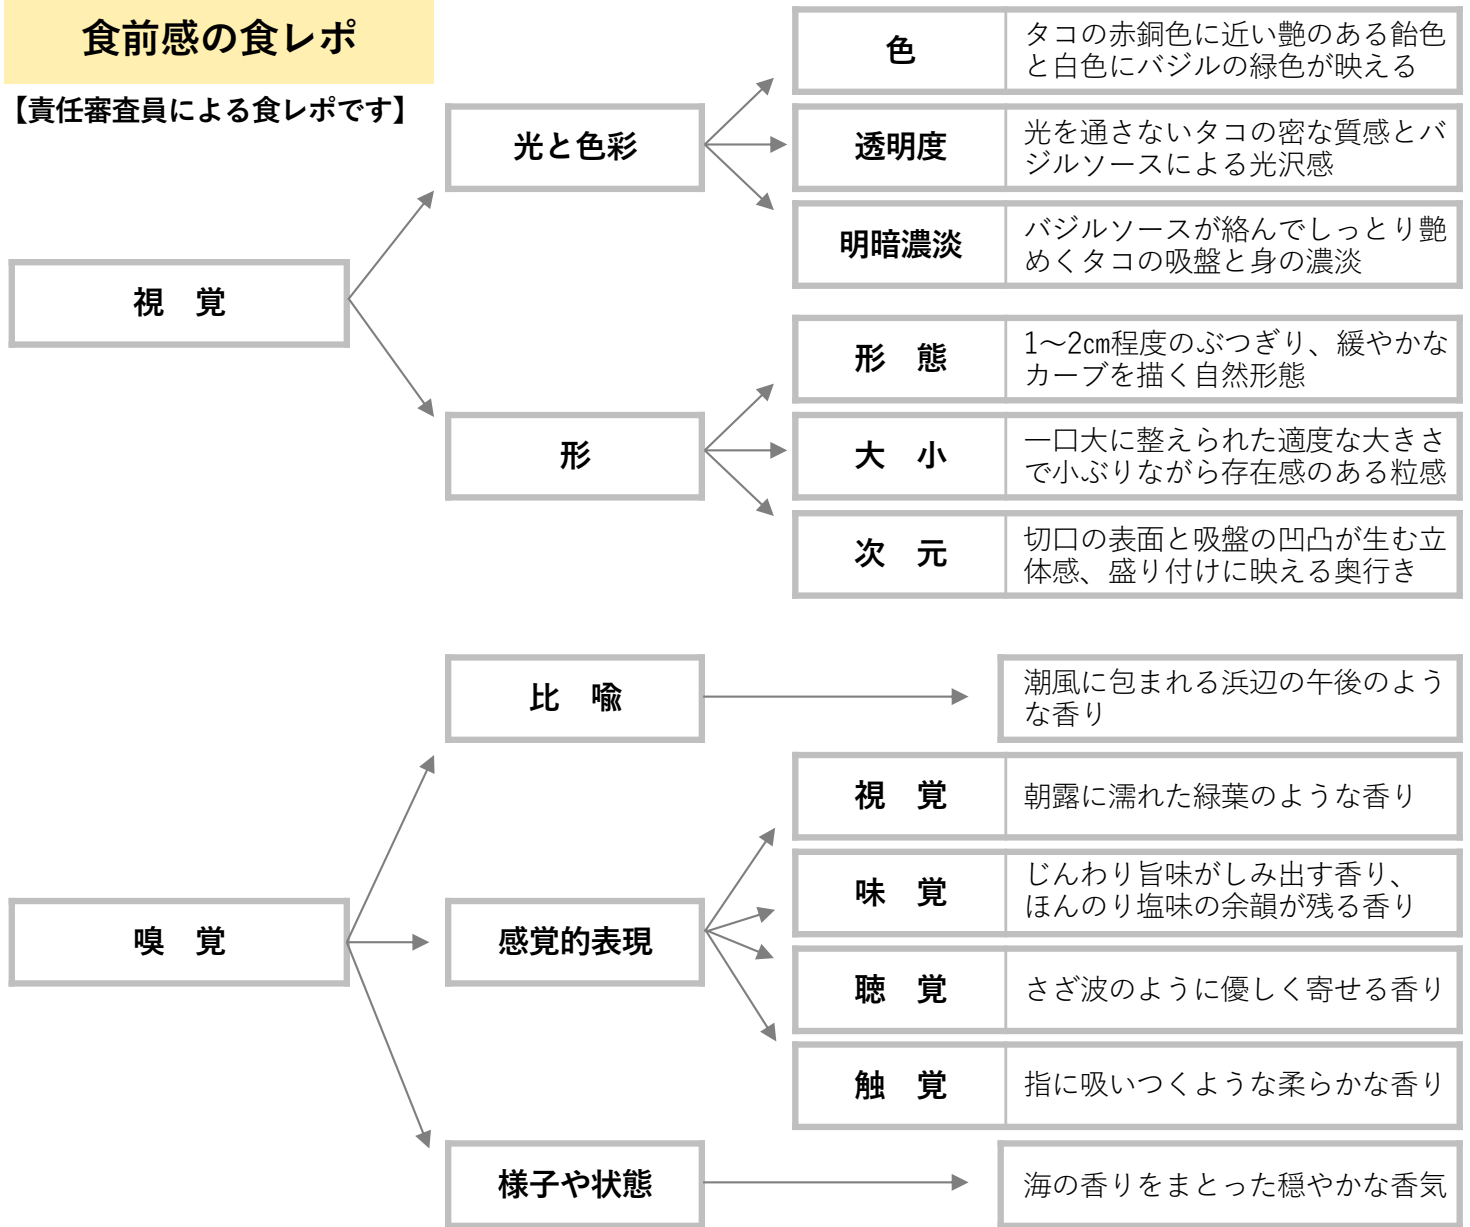 食前感の食レポ
【責任審査員による食レポです】
視　覚
光と色彩
色
タコの赤銅色に近い艶のある飴色
と白色にバジルの緑色が映える
透明度
光を通さないタコの密な質感とバ
ジルソースによる光沢感
明暗濃淡
バジルソースが絡んでしっとり艶
めくタコの吸盤と身の濃淡
形
形　態
1～2㎝程度のぶつぎり、緩やかな
カーブを描く自然形態
大　小
一口大に整えられた適度な大きさ
で小ぶりながら存在感のある粒感
次　元
切口の表面と吸盤の凹凸が生む立
体感、盛り付けに映える奥行き
嗅　覚
比　喩
潮風に包まれる浜辺の午後のよう
な香り
感覚的表現
視　覚
朝露に濡れた緑葉のような香り
味　覚
じんわり旨味がしみ出す香り、
ほんのり塩味の余韻が残る香り
聴　覚
さざ波のように優しく寄せる香り
触　覚
指に吸いつくような柔らかな香り
様子や状態
海の香りをまとった穏やかな香気